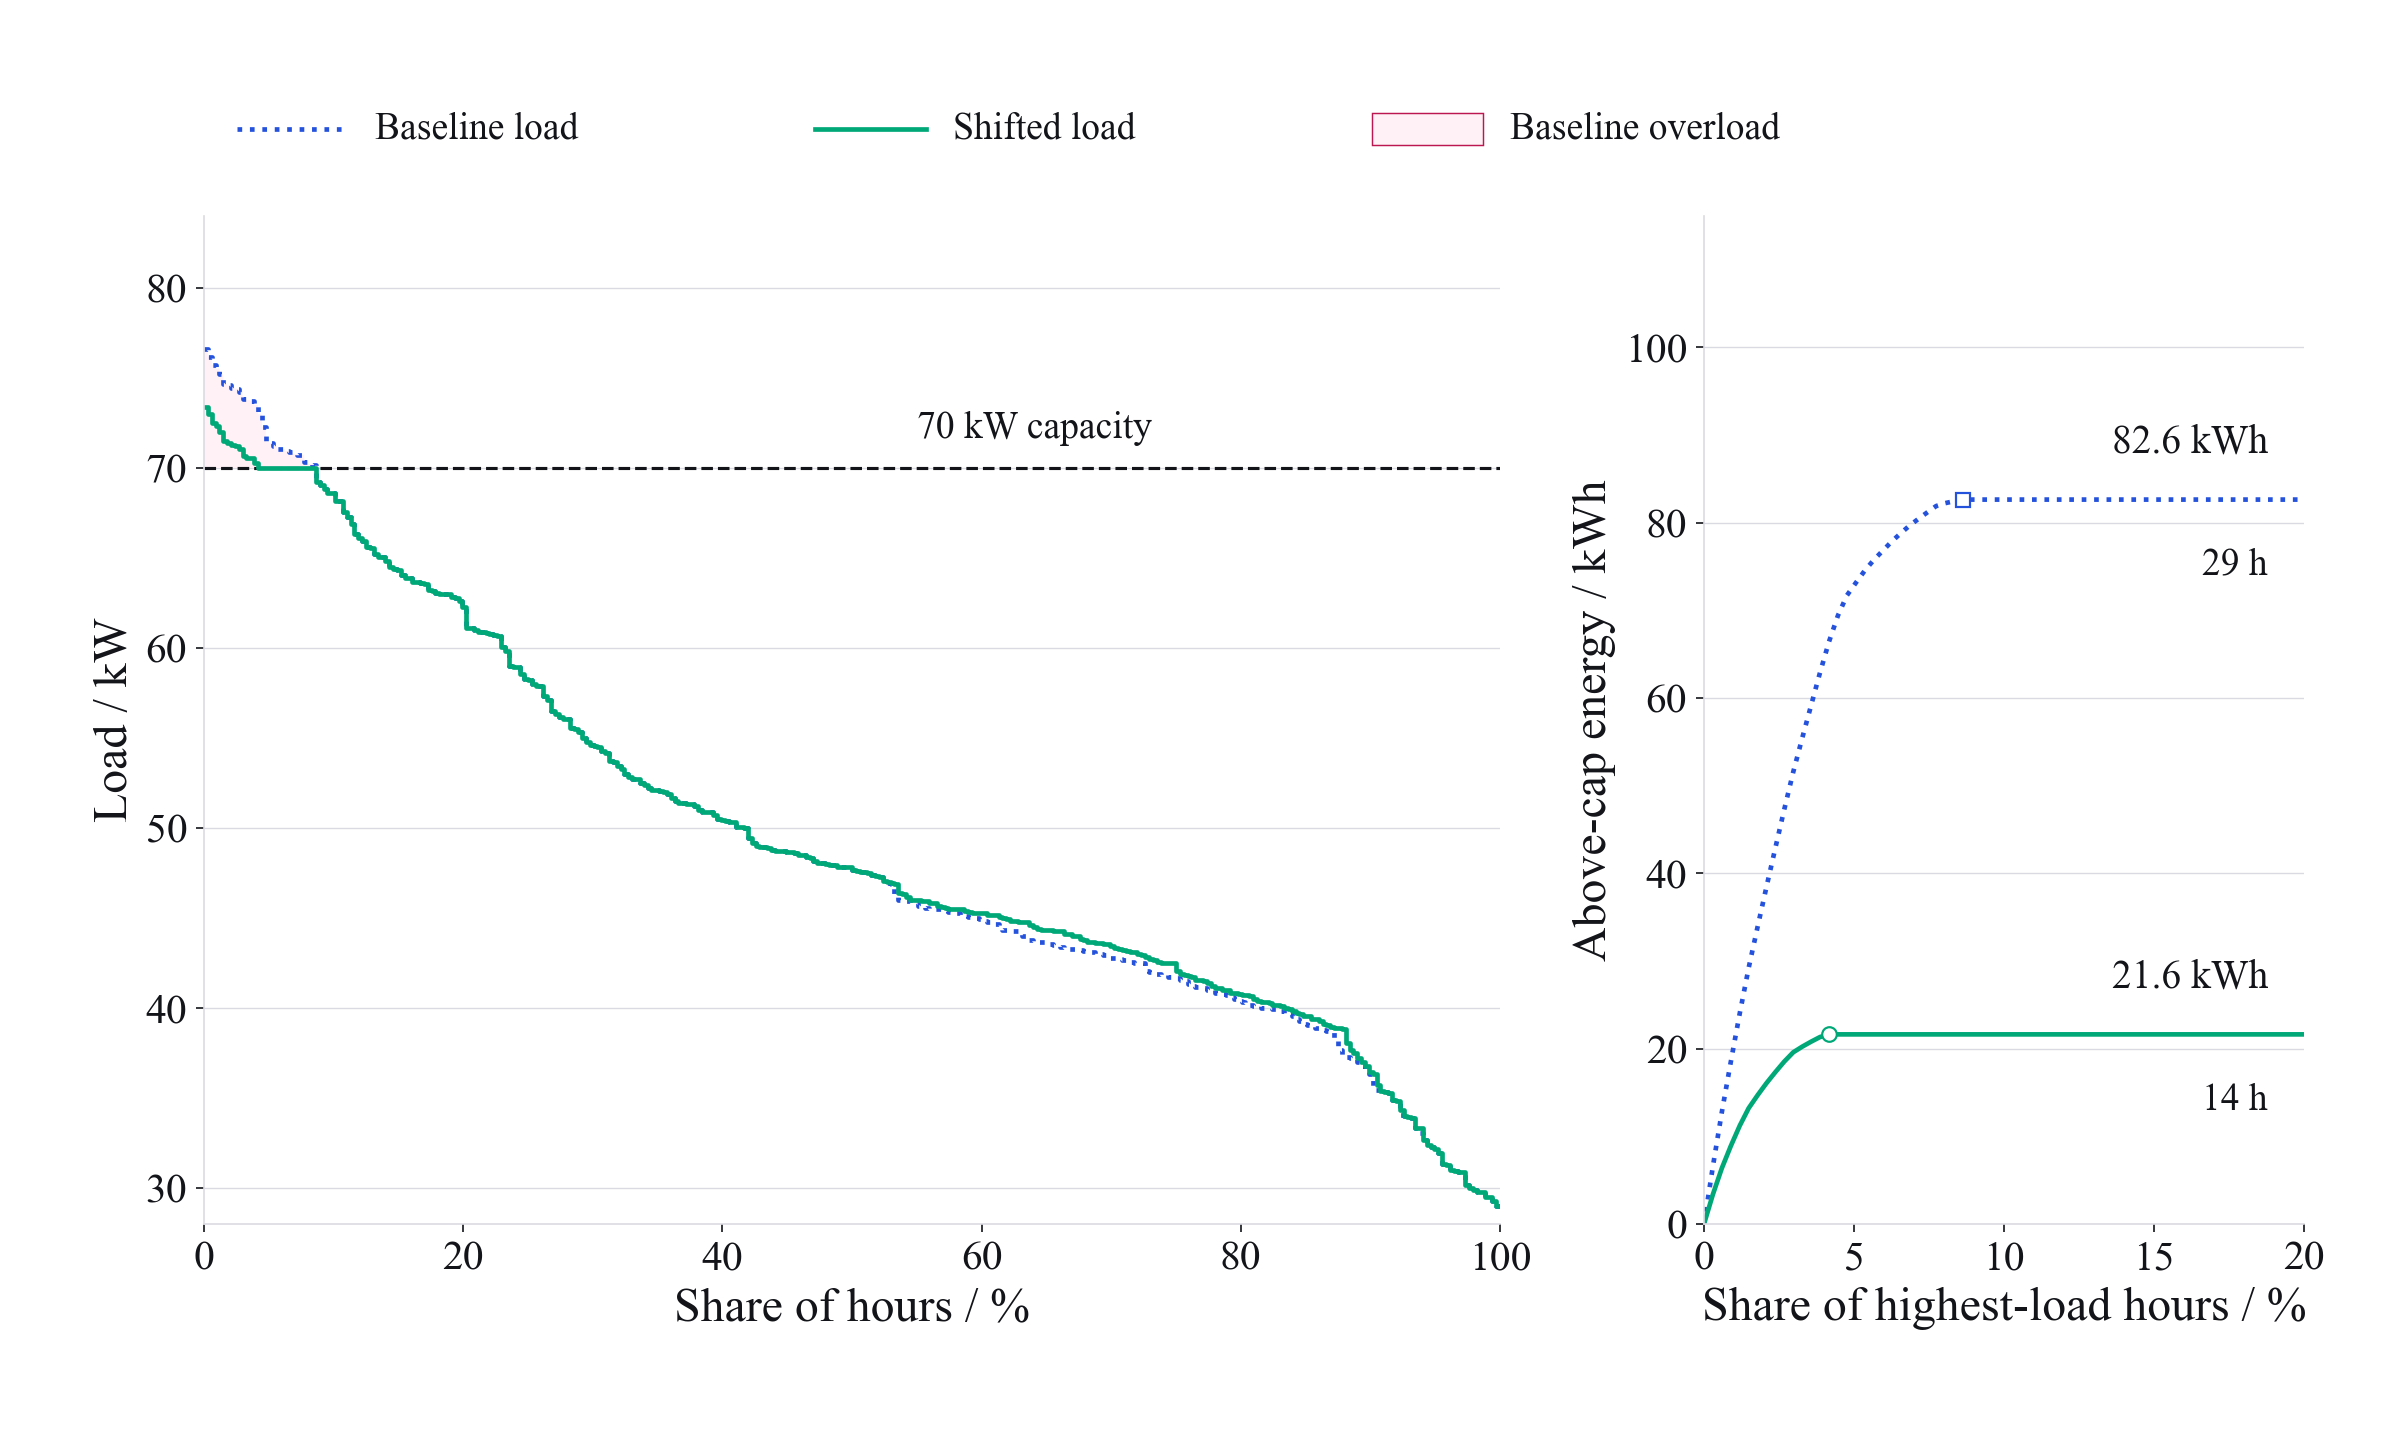 Baseline load
Shifted load
Baseline overload
80
70
60
50
40
30
Load / kW
70 kW capacity
0
20
40
60
80
100
Share of hours / %
100
80
60
40
20
0
Above-cap energy / kWh
82.6 kWh
29 h
21.6 kWh
14 h
0
5
10
15
20
Share of highest-load hours / %